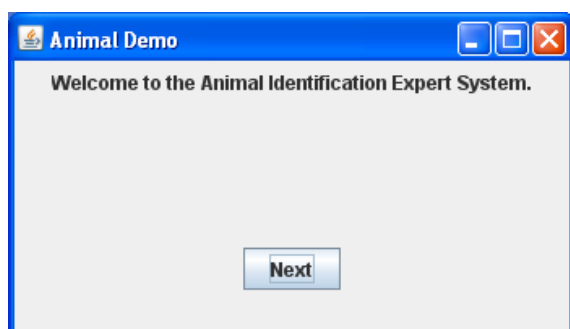 Animal Demo
Welcome to the Animal Identification Expert System.
Next